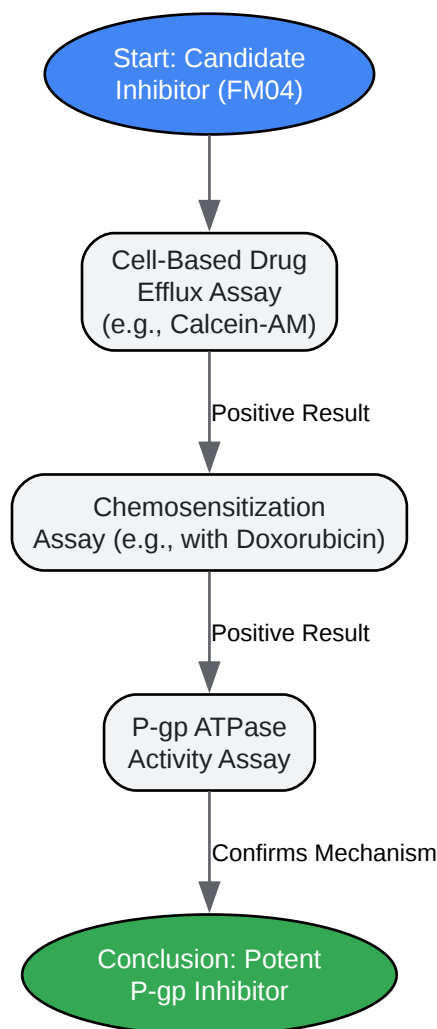 Start: Candidate
Inhibitor (FM04)
Cell-Based Drug
Efflux Assay
(e.g., Calcein-AM)
Positive Result
Chemosensitization
Assay (e.g., with Doxorubicin)
Positive Result
P-gp ATPase
Activity Assay
Confirms Mechanism
Conclusion: Potent
P-gp Inhibitor